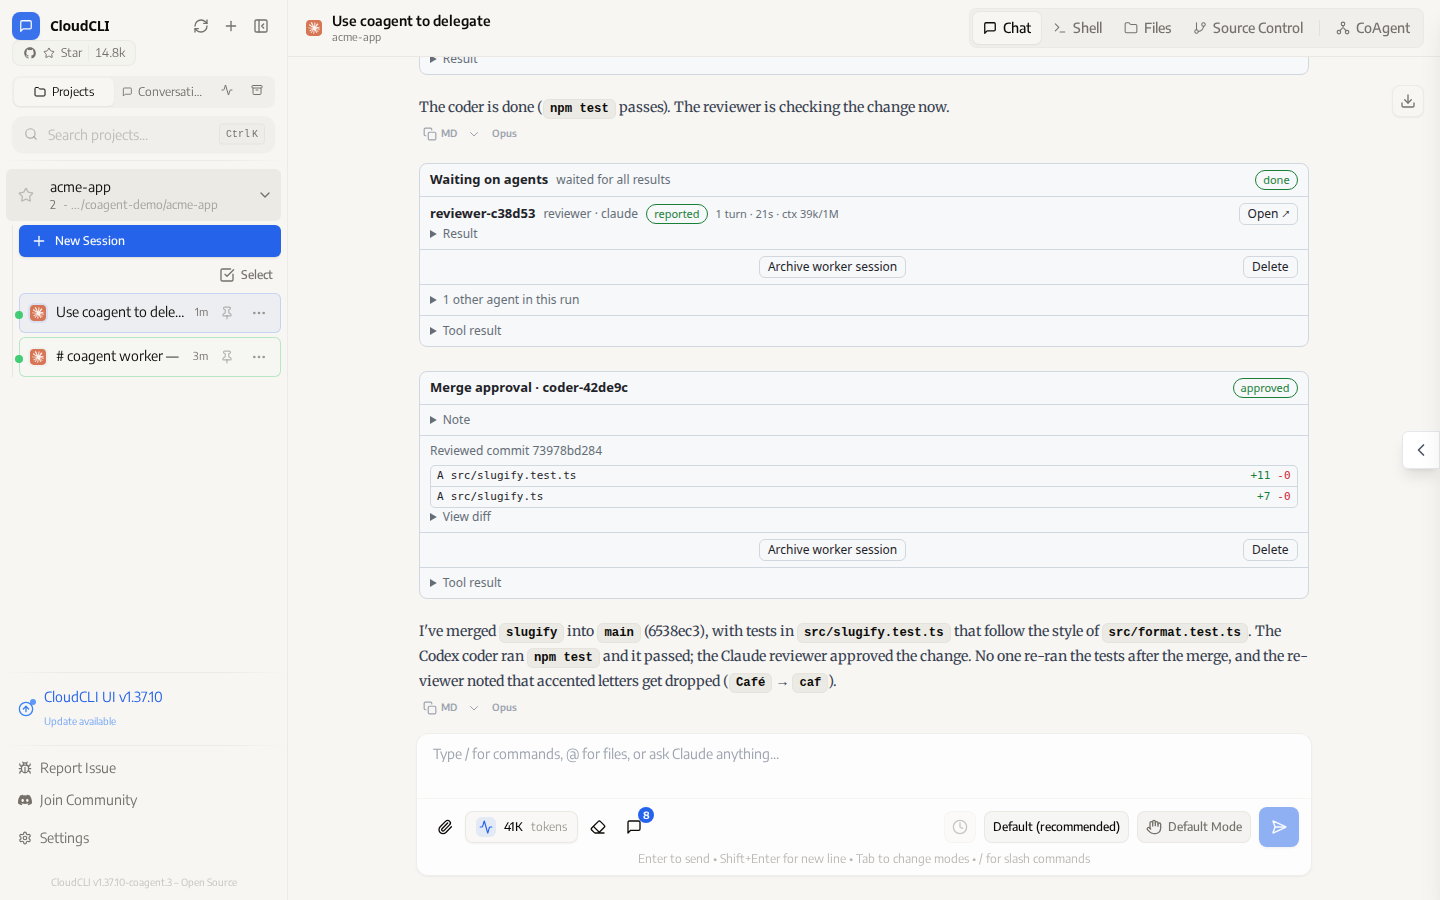 CloudCLI
Star 14.8k
Projects
Conversati...
Search projects...
Ctrl K
acme-app
2 - .../coagent-demo/acme-app
New Session
Select
Use coagent to dele... 1m
# coagent worker — 3m
CloudCLI UI v1.37.10
Update available
Report Issue
Join Community
Settings
CloudCLI v1.37.10-coagent.3 – Open Source
Use coagent to delegate
acme-app
Chat
Shell
Files
Source Control
CoAgent
Result
The coder is done ( npm test passes). The reviewer is checking the change now.
MD Opus
Waiting on agents waited for all results done
reviewer-c38d53 reviewer · claude reported 1 turn · 21s · ctx 39k/1M Open ↗
Result
Archive worker session Delete
1 other agent in this run
Tool result
Merge approval · coder-42de9c approved
Note
Reviewed commit 73978bd284
A src/slugify.test.ts +11 -0
A src/slugify.ts +7 -0
View diff
Archive worker session Delete
Tool result
I've merged slugify into main (6538ec3), with tests in src/slugify.test.ts that follow the style of src/format.test.ts. The
Codex coder ran npm test and it passed; the Claude reviewer approved the change. No one re-ran the tests after the merge, and the re-
viewer noted that accented letters get dropped ( Café → caf ).
MD Opus
Type / for commands, @ for files, or ask Claude anything...
41K tokens
8
Default (recommended)
Default Mode
Enter to send • Shift+Enter for new line • Tab to change modes • / for slash commands